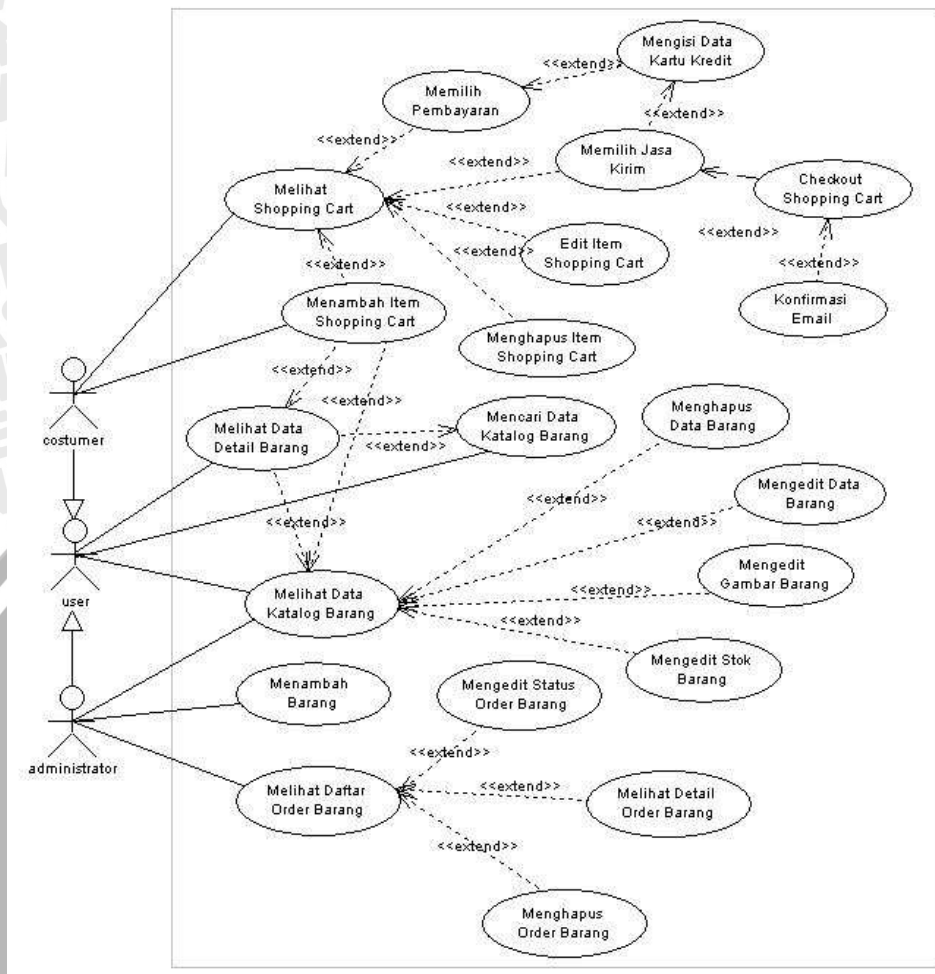 Mengisi Data
Kartu Kredit
<<extend>>
Memilih
Pembayaran
<<extend>>
<<extend>>
Memilih Jasa
Kirim
<<extend>>
Melihat
Shopping Cart
Checkout
Shopping Cart
<<extend>>
<<extend>>
Edit Item
Shopping Cart
<<extend>>
<<extend>>
<<extend>>
Menambah Item
Shopping Cart
Konfirmasi
Email
Menghapus Item
Shopping Cart
<<extend>>
<<extend>>
costumer
Melihat Data
Detail Barang
<<extend>>
Mencari Data
Katalog Barang
Menghapus
Data Barang
Mengedit Data
Barang
<<extend>>
<<extend>>
<<extend>>
Mengedit
Gambar Barang
<<extend>>
user
Melihat Data
Katalog Barang
<<extend>>
Mengedit Stok
Barang
Menambah
Barang
Mengedit Status
Order Barang
<<extend>>
administrator
Melihat Daftar
Order Barang
<<extend>>
Melihat Detail
Order Barang
<<extend>>
Menghapus
Order Barang